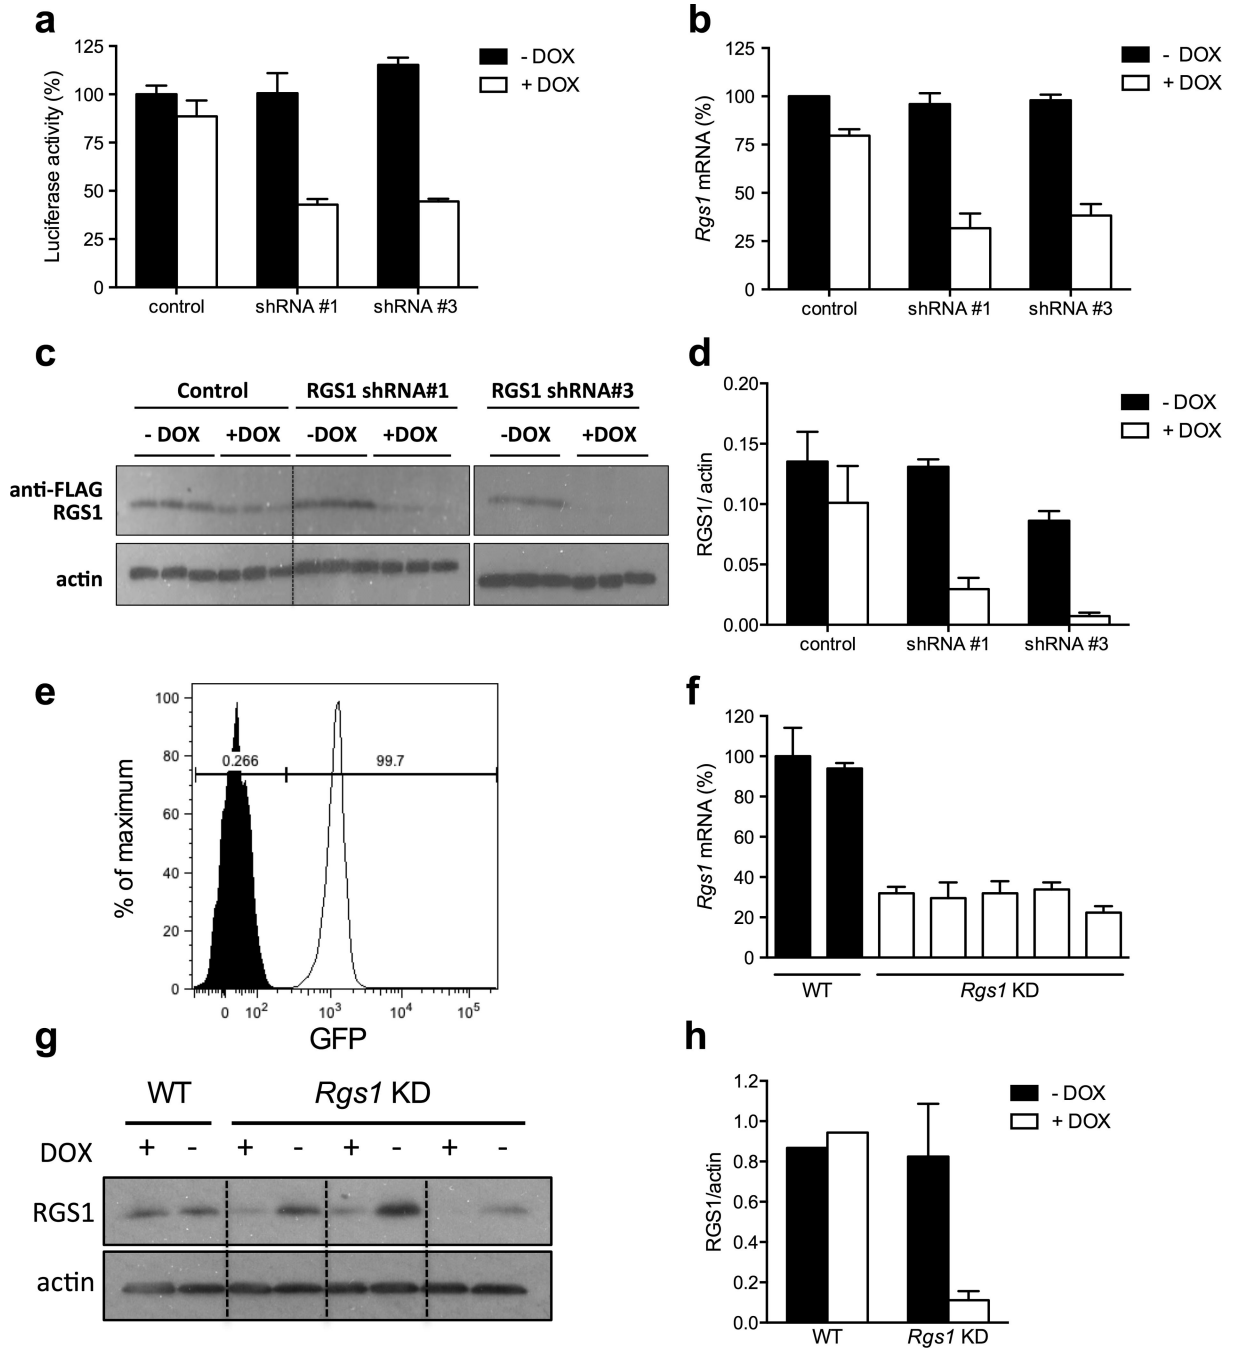 a
125
100
75
50
25
0
Luciferase activity (%)
control
shRNA #1
shRNA #3
- DOX
+ DOX
b
125
100
75
50
25
0
Rgs1 mRNA (%)
control
shRNA #1
shRNA #3
- DOX
+ DOX
c
Control
RGS1 shRNA#1
RGS1 shRNA#3
- DOX
+DOX
-DOX
+DOX
-DOX
+DOX
anti-FLAG
RGS1
actin
d
0.20
0.15
0.10
0.05
0.00
RGS1/ actin
control
shRNA #1
shRNA #3
- DOX
+ DOX
e
100
80
60
40
20
0
% of maximum
0.266
99.7
0
10²
10³
10⁴
10⁵
GFP
f
120
100
80
60
40
20
0
Rgs1 mRNA (%)
WT
Rgs1 KD
g
WT
Rgs1 KD
DOX + - + - + - + -
RGS1
actin
h
1.2
1.0
0.8
0.6
0.4
0.2
0.0
RGS1/actin
WT
Rgs1 KD
- DOX
+ DOX